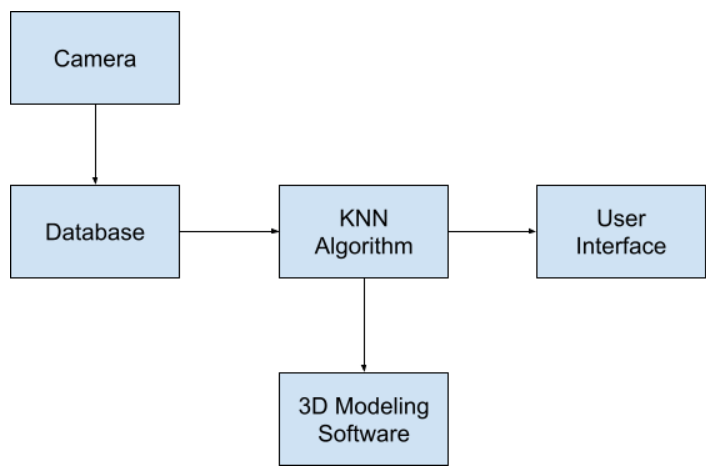 Camera
Database
KNN
Algorithm
User
Interface
3D Modeling
Software